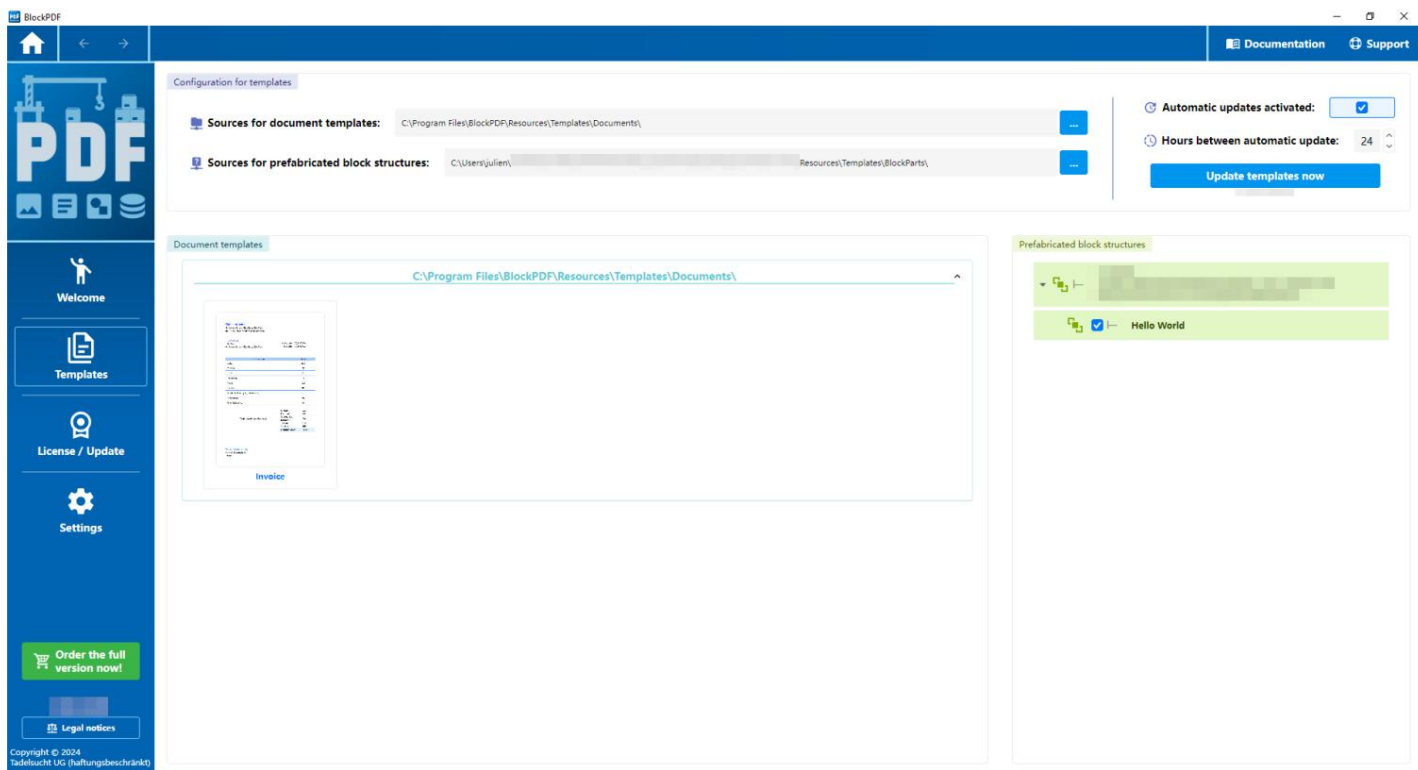 BlockPDF
Documentation
Support
PDF
Welcome
Templates
License / Update
Settings
Order the full
version now!
Legal notices
Copyright © 2024
Tadelsucht UG (haftungsbeschränkt)
Configuration for templates
Sources for document templates: C:\Program Files\BlockPDF\Resources\Templates\Documents\ ...
Sources for prefabricated block structures: C:\Users\julien\ Resources\Templates\BlockParts\ ...
Automatic updates activated:
Hours between automatic update: 24
Update templates now
Document templates
C:\Program Files\BlockPDF\Resources\Templates\Documents\
Invoice
Prefabricated block structures
Hello World